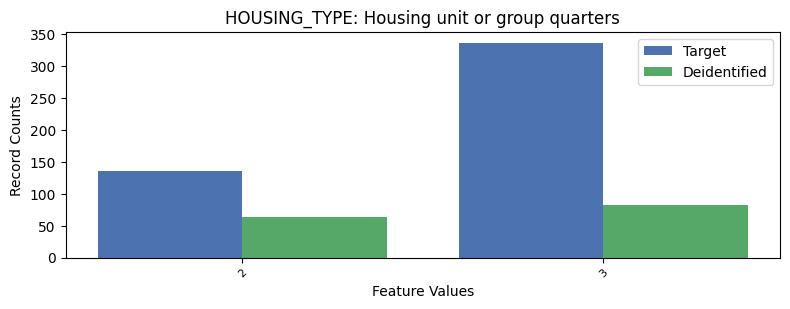 HOUSING_TYPE: Housing unit or group quarters
350
300
250
200
150
100
50
0
Record Counts
Target
Deidentified
2
3
Feature Values